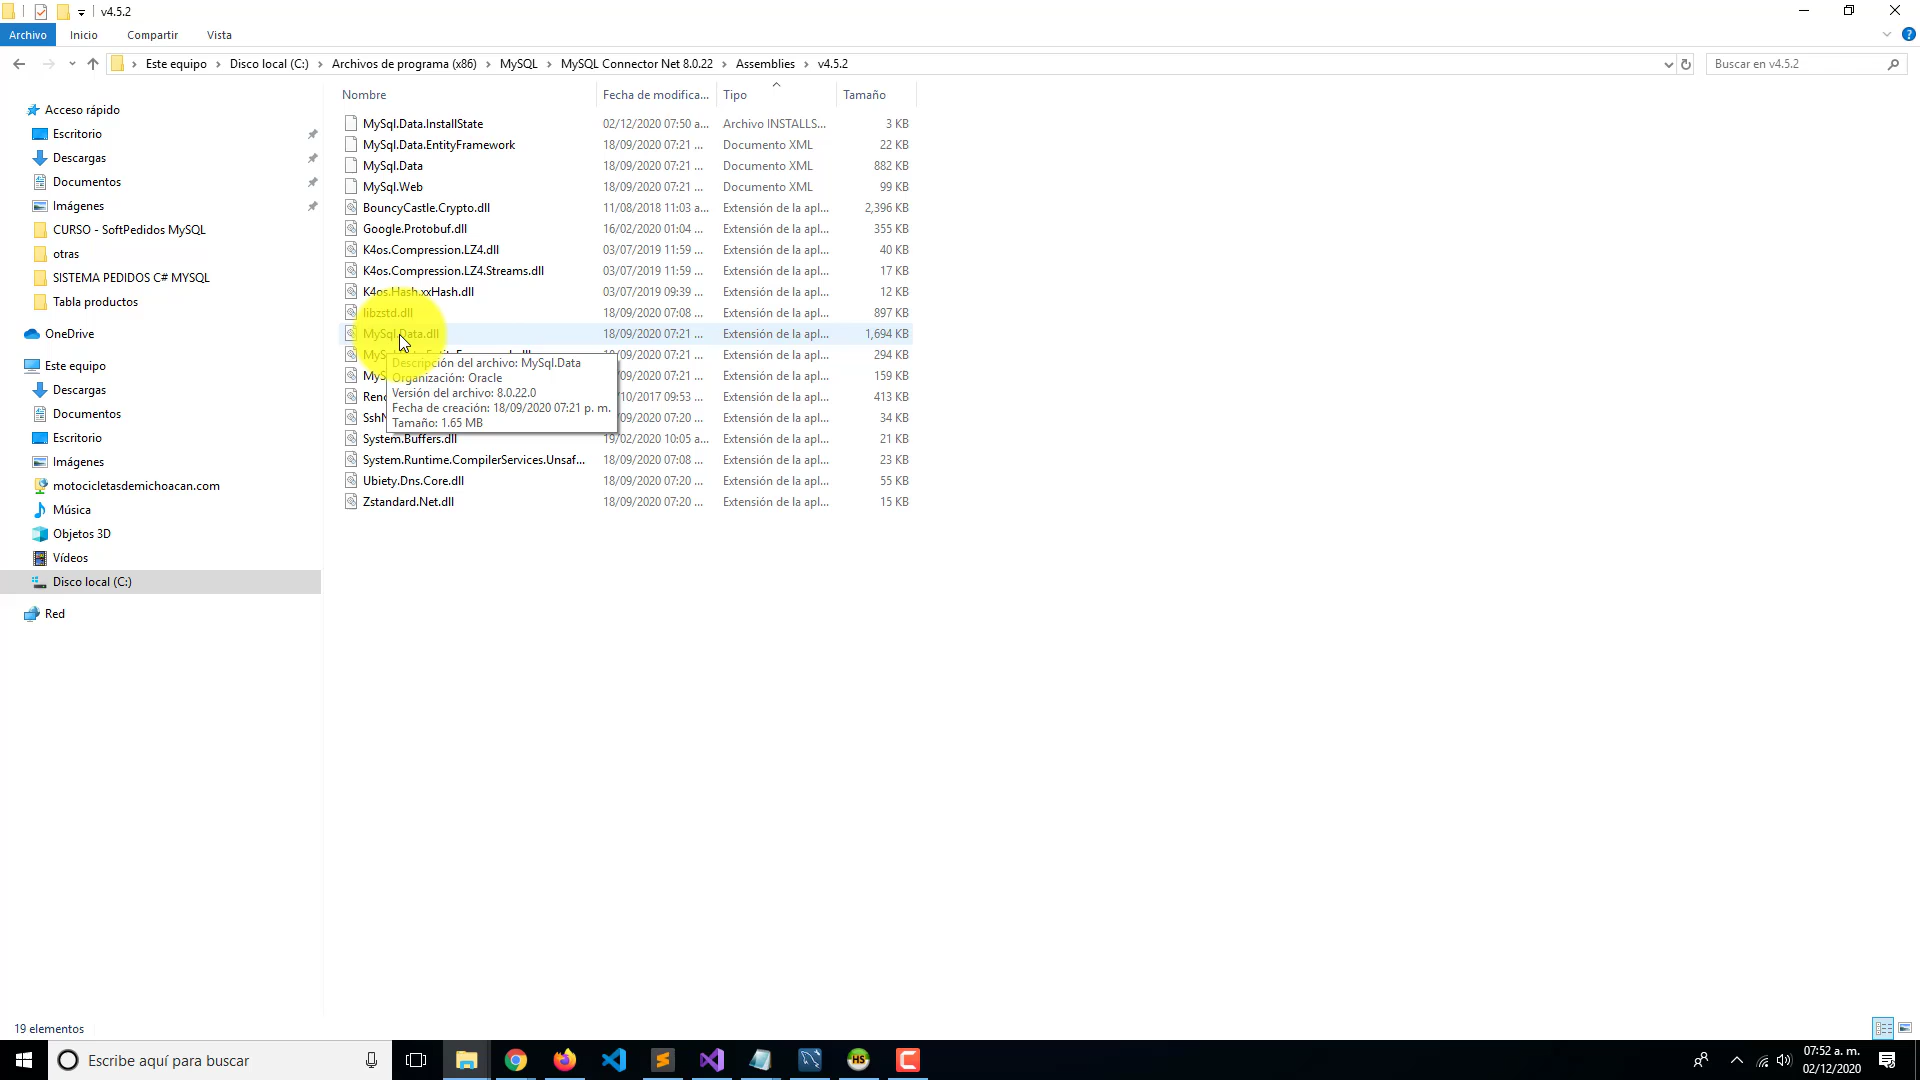 v4.5.2
Archivo Inicio Compartir Vista
Este equipo Disco local (C:) Archivos de programa (x86) MySQL MySQL Connector Net 8.0.22 Assemblies v4.5.2
Buscar en v4.5.2
Acceso rápido
Escritorio
Descargas
Documentos
Imágenes
CURSO - SoftPedidos MySQL
otras
SISTEMA PEDIDOS C# MYSQL
Tabla productos
OneDrive
Este equipo
Descargas
Documentos
Escritorio
Imágenes
motocicletasdemichoacan.com
Música
Objetos 3D
Vídeos
Disco local (C:)
Red
Nombre Fecha de modifica... Tipo Tamaño
MySql.Data.InstallState 02/12/2020 07:50 a... Archivo INSTALLS... 3 KB
MySql.Data.EntityFramework 18/09/2020 07:21 ... Documento XML 22 KB
MySql.Data 18/09/2020 07:21 ... Documento XML 882 KB
MySql.Web 18/09/2020 07:21 ... Documento XML 99 KB
BouncyCastle.Crypto.dll 11/08/2018 11:03 a... Extensión de la apl... 2,396 KB
Google.Protobuf.dll 16/02/2020 01:04 ... Extensión de la apl... 355 KB
K4os.Compression.LZ4.dll 03/07/2019 11:59 ... Extensión de la apl... 40 KB
K4os.Compression.LZ4.Streams.dll 03/07/2019 11:59 ... Extensión de la apl... 17 KB
K4os.Hash.xxHash.dll 03/07/2019 09:39 ... Extensión de la apl... 12 KB
libzstd.dll 18/09/2020 07:08 ... Extensión de la apl... 897 KB
MySql.Data.dll 18/09/2020 07:21 ... Extensión de la apl... 1,694 KB
/09/2020 07:21 ... Extensión de la apl... 294 KB
/09/2020 07:21 ... Extensión de la apl... 159 KB
/10/2017 09:53 ... Extensión de la apl... 413 KB
/09/2020 07:20 ... Extensión de la apl... 34 KB
System.Buffers.dll 19/02/2020 10:05 a... Extensión de la apl... 21 KB
System.Runtime.CompilerServices.Unsaf... 18/09/2020 07:08 ... Extensión de la apl... 23 KB
Ubiety.Dns.Core.dll 18/09/2020 07:20 ... Extensión de la apl... 55 KB
Zstandard.Net.dll 18/09/2020 07:20 ... Extensión de la apl... 15 KB
Descripción del archivo: MySql.Data
Organización: Oracle
Versión del archivo: 8.0.22.0
Fecha de creación: 18/09/2020 07:21 p. m.
Tamaño: 1.65 MB
19 elementos
Escribe aquí para buscar
HS
07:52 a. m.
02/12/2020